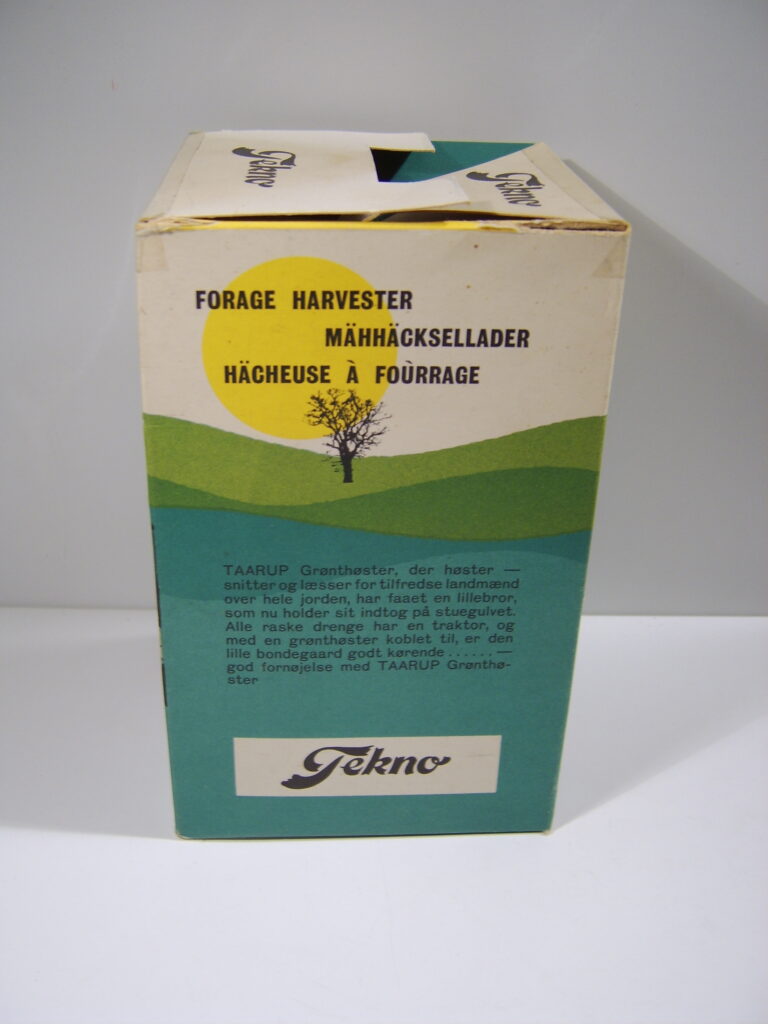 Tekno
Tekno
FORAGE HARVESTER
MÄHHÄCKSELLADER
HÄCHEUSE À FOÙRRAGE
TAARUP Grønthøster, der høster —
snitter og læsser for tilfredse landmænd
over hele jorden, har faaet en lillebror,
som nu holder sit indtog på stuegulvet.
Alle raske drenge har en traktor, og
med en grønthøster koblet til, er den
lille bondegaard godt kørende ...... —
god fornøjelse med TAARUP Grønthø-
ster
Tekno